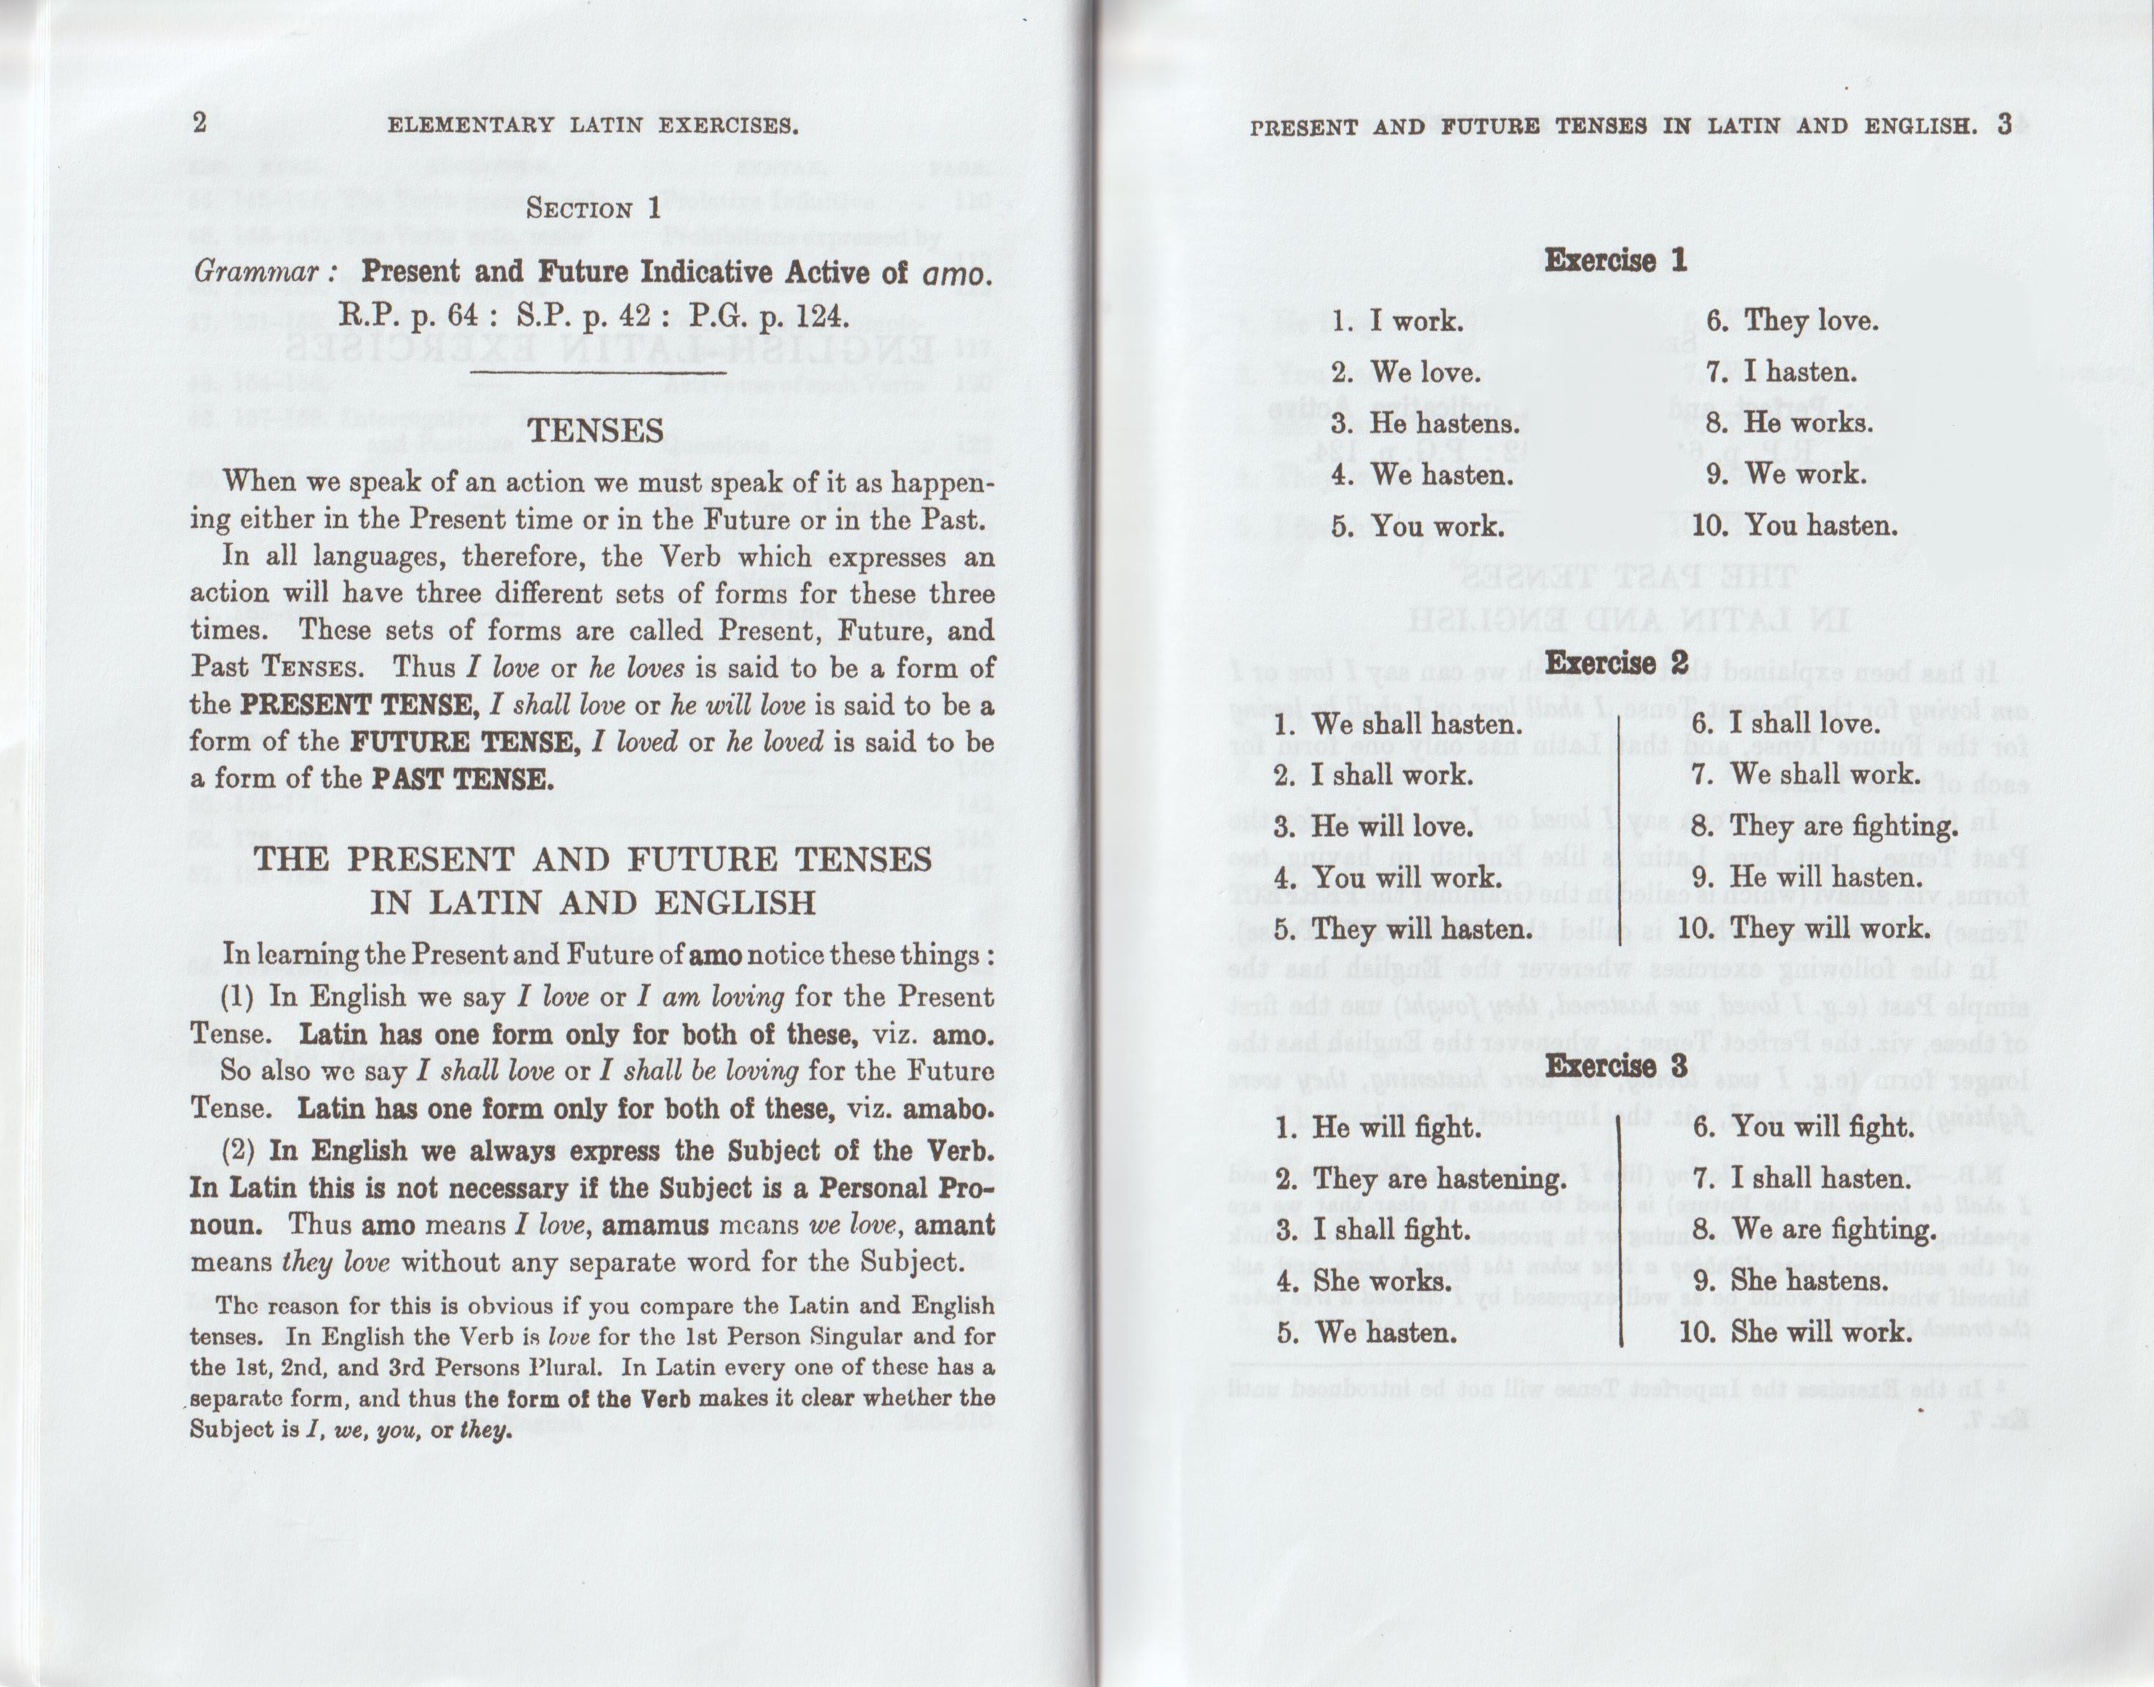 2 ELEMENTARY LATIN EXERCISES.
SECTION 1
Grammar : Present and Future Indicative Active of amo.
R.P. p. 64 : S.P. p. 42 : P.G. p. 124.
TENSES
When we speak of an action we must speak of it as happen-
ing either in the Present time or in the Future or in the Past.
In all languages, therefore, the Verb which expresses an
action will have three different sets of forms for these three
times. These sets of forms are called Present, Future, and
Past TENSES. Thus I love or he loves is said to be a form of
the PRESENT TENSE, I shall love or he will love is said to be a
form of the FUTURE TENSE, I loved or he loved is said to be
a form of the PAST TENSE.
THE PRESENT AND FUTURE TENSES
IN LATIN AND ENGLISH
In learning the Present and Future of amo notice these things :
(1) In English we say I love or I am loving for the Present
Tense. Latin has one form only for both of these, viz. amo.
So also we say I shall love or I shall be loving for the Future
Tense. Latin has one form only for both of these, viz. amabo.
(2) In English we always express the Subject of the Verb.
In Latin this is not necessary if the Subject is a Personal Pro-
noun. Thus amo means I love, amamus means we love, amant
means they love without any separate word for the Subject.
The reason for this is obvious if you compare the Latin and English
tenses. In English the Verb is love for the 1st Person Singular and for
the 1st, 2nd, and 3rd Persons Plural. In Latin every one of these has a
separate form, and thus the form of the Verb makes it clear whether the
Subject is I, we, you, or they.
PRESENT AND FUTURE TENSES IN LATIN AND ENGLISH. 3
Exercise 1
1. I work.
2. We love.
3. He hastens.
4. We hasten.
5. You work.
6. They love.
7. I hasten.
8. He works.
9. We work.
10. You hasten.
Exercise 2
1. We shall hasten.
2. I shall work.
3. He will love.
4. You will work.
5. They will hasten.
6. I shall love.
7. We shall work.
8. They are fighting.
9. He will hasten.
10. They will work.
Exercise 3
1. He will fight.
2. They are hastening.
3. I shall fight.
4. She works.
5. We hasten.
6. You will fight.
7. I shall hasten.
8. We are fighting.
9. She hastens.
10. She will work.